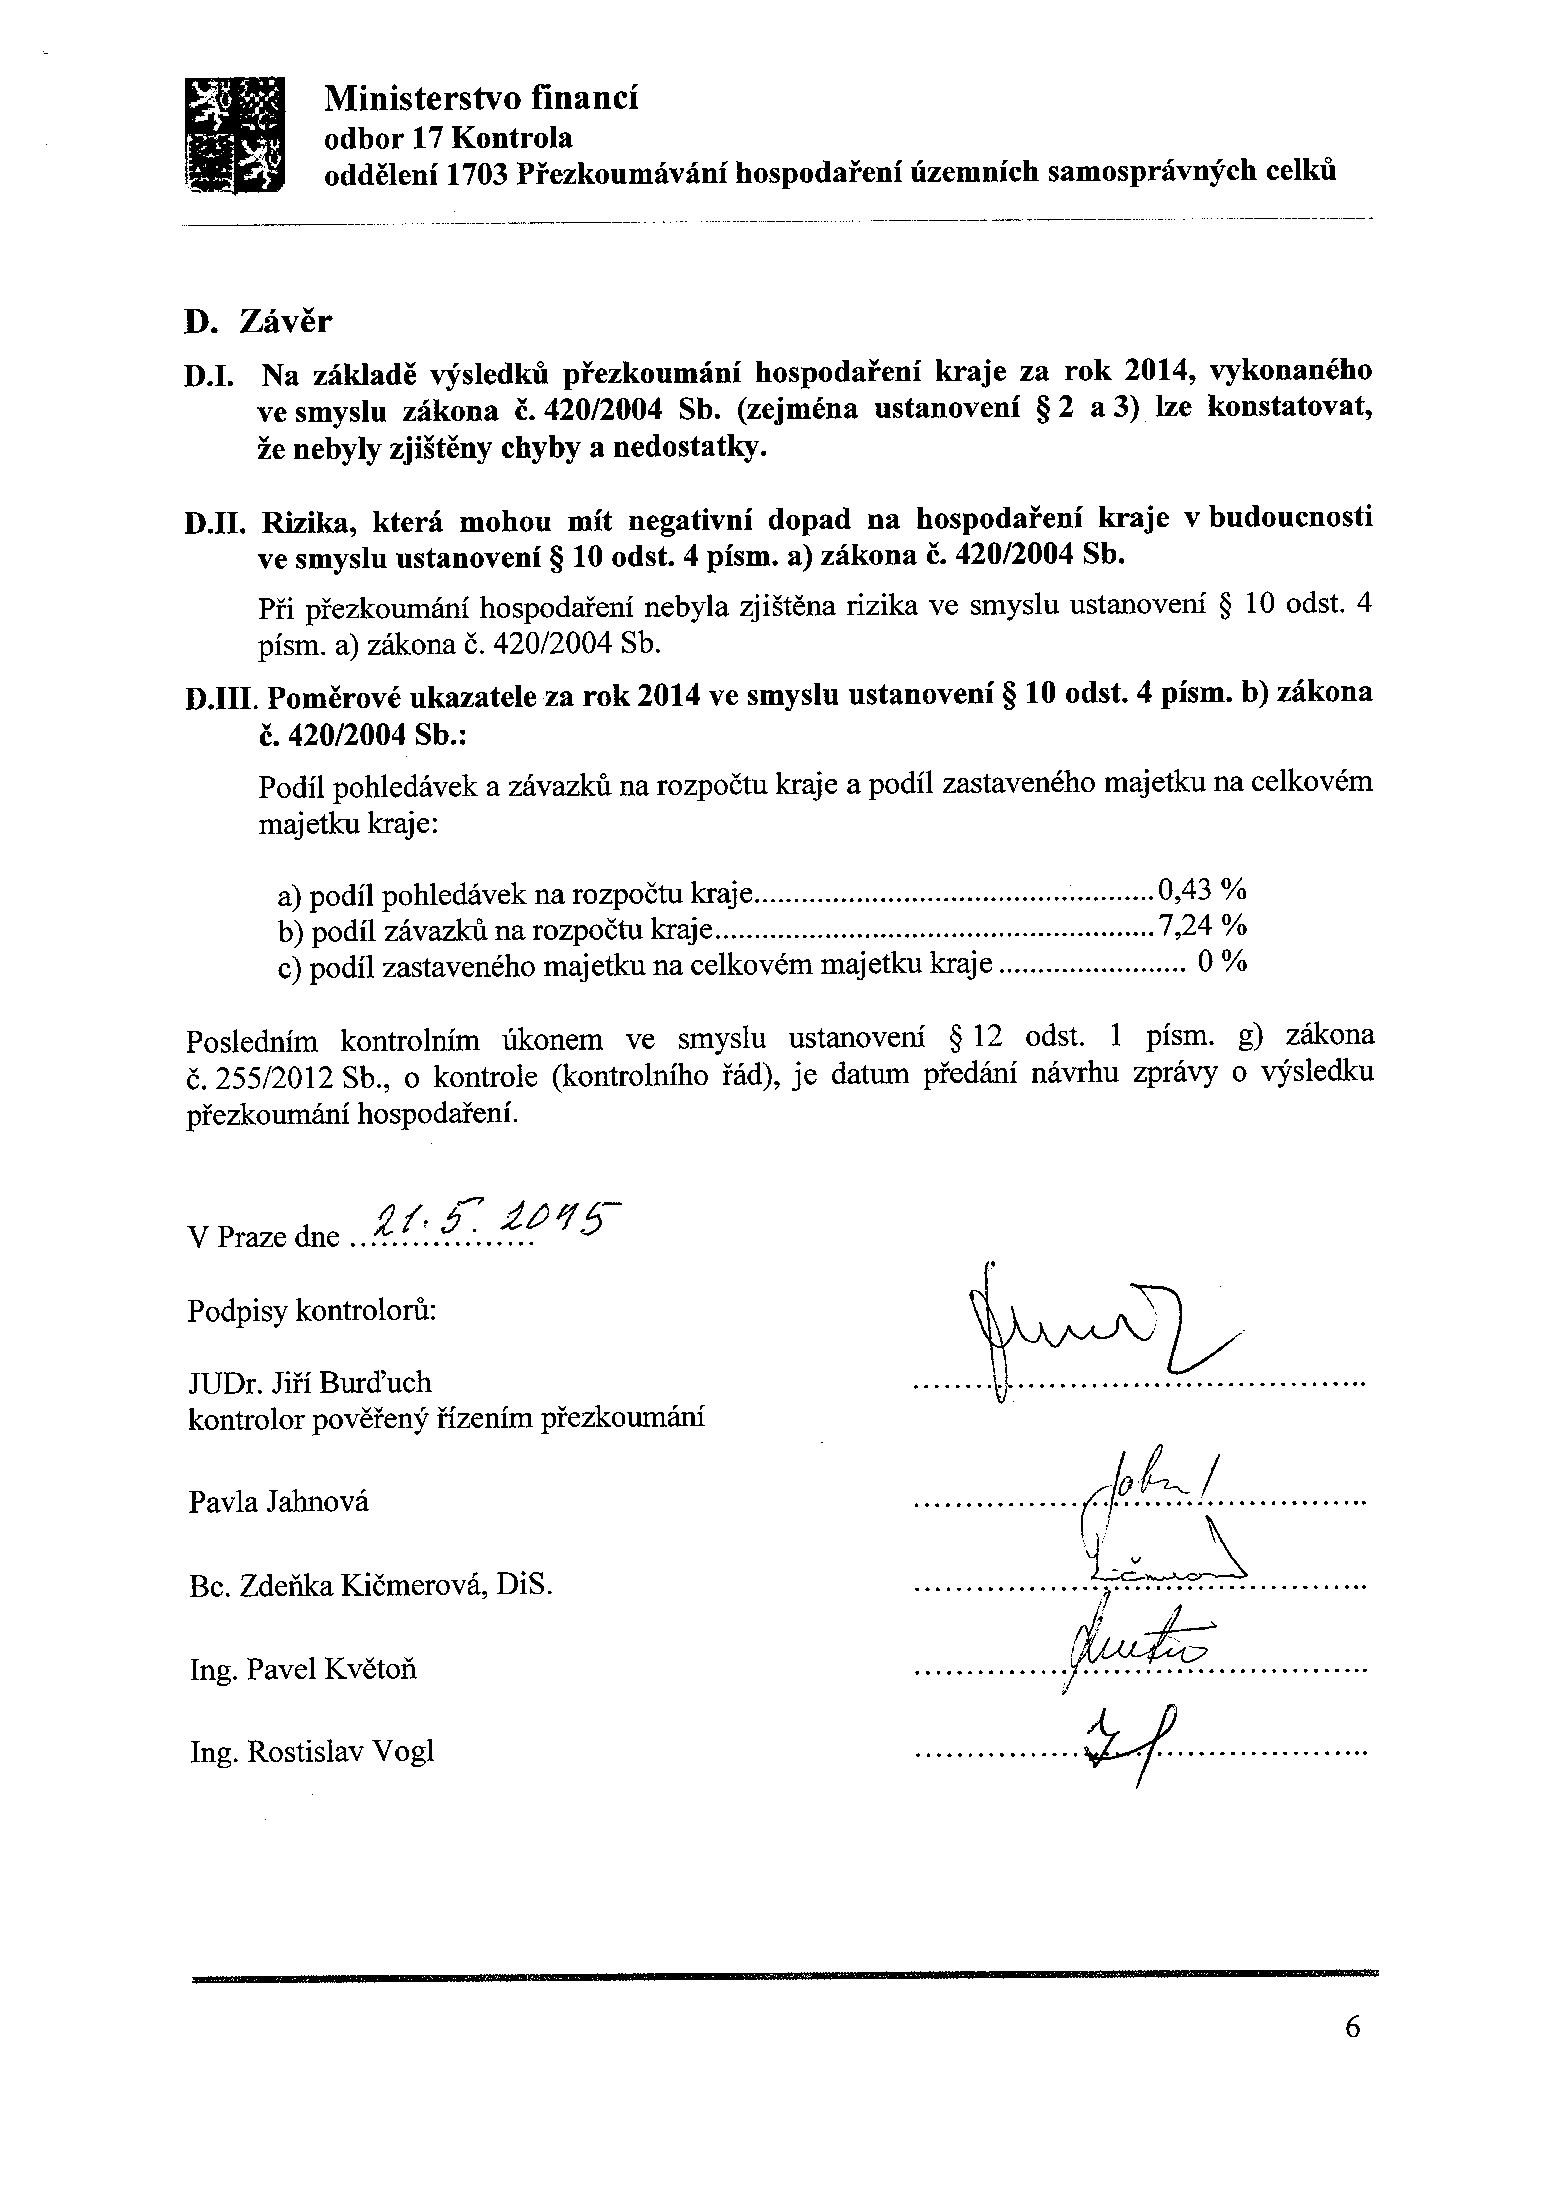 Ministerstvo financí
odbor 17 Kontrola
oddělení 1703 Přezkoumávání hospodaření územních samosprávných celků
D. Závěr
D.I. Na základě výsledků přezkoumání hospodaření kraje za rok 2014, vykonaného
ve smyslu zákona č. 420/2004 Sb. (zejména ustanovení § 2 a 3) lze konstatovat,
že nebyly zjištěny chyby a nedostatky.
D.II. Rizika, která mohou mít negativní dopad na hospodaření kraje v budoucnosti
ve smyslu ustanovení § 10 odst. 4 písm. a) zákona č. 420/2004 Sb.
Při přezkoumání hospodaření nebyla zjištěna rizika ve smyslu ustanovení § 10 odst. 4
písm. a) zákona č. 420/2004 Sb.
D.III. Poměrové ukazatele za rok 2014 ve smyslu ustanovení § 10 odst. 4 písm. b) zákona
č. 420/2004 Sb.:
Podíl pohledávek a závazků na rozpočtu kraje a podíl zastaveného majetku na celkovém
majetku kraje:
a) podíl pohledávek na rozpočtu kraje....................................................0,43 %
b) podíl závazků na rozpočtu kraje.........................................................7,24 %
c) podíl zastaveného majetku na celkovém majetku kraje........................ 0 %
Posledním kontrolním úkonem ve smyslu ustanovení § 12 odst. 1 písm. g) zákona
č. 255/2012 Sb., o kontrole (kontrolního řád), je datum předání návrhu zprávy o výsledku
přezkoumání hospodaření.
V Praze dne 21. 5. 2015
Podpisy kontrolorů:
JUDr. Jiří Burďuch
kontrolor pověřený řízením přezkoumání
Pavla Jahnová
Bc. Zdeňka Kičmerová, DiS.
Ing. Pavel Květoň
Ing. Rostislav Vogl
6